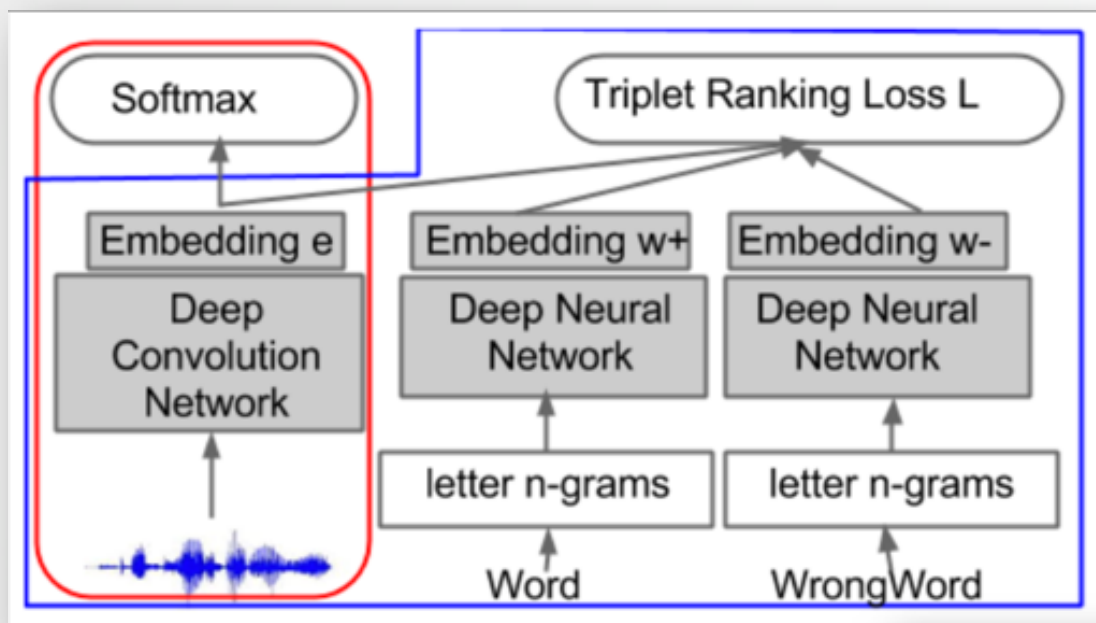 Softmax
Triplet Ranking Loss L
Embedding e
Embedding w+
Embedding w-
Deep
Convolution
Network
Deep Neural
Network
Deep Neural
Network
letter n-grams
letter n-grams
Word
WrongWord